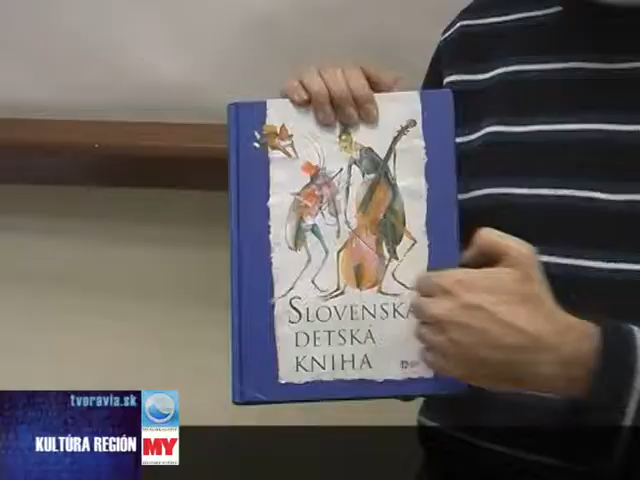 SLOVENSKÁ
DETSKÁ
KNIHA
tvoravia.sk
KULTÚRA REGIÓN
MY